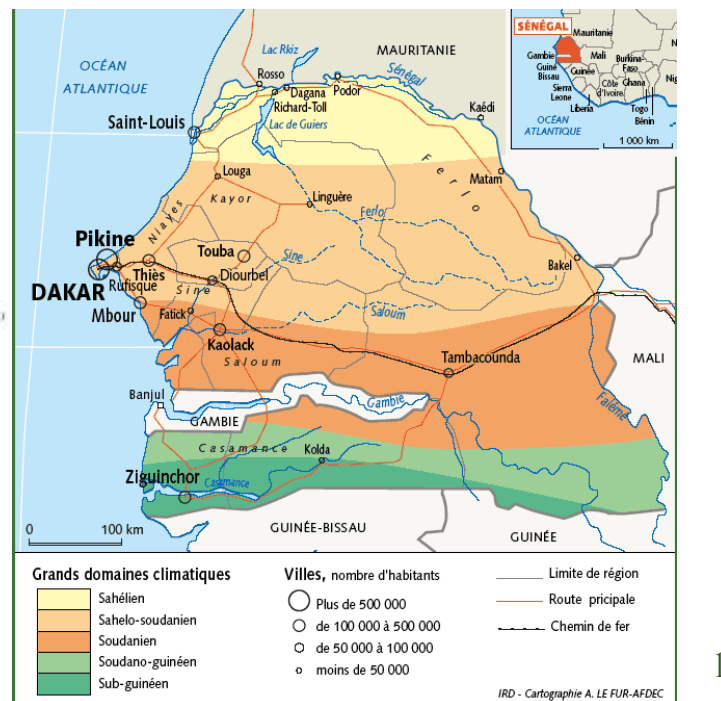 OCÉAN
ATLANTIQUE
Lac Rkiz
MAURITANIE
Sénégal
Rosso
Dagana
Podor
Richard-Toll
Lac de Guiers
Kaédi
Saint-Louis
Louga
Kayor
Niayes
Linguère
Ferlo
Matam
Ferlo
Pikine
DAKAR
Rufisque
Thiès
Touba
Sine
Diourbel
Sine
Bakel
Mbour
Fatick
Saloum
Kaolack
Saloum
Tambacounda
MALI
Falémé
Banjul
GAMBIE
Gambie
Casamance
Kolda
Ziguinchor
Casamance
GUINÉE-BISSAU
GUINÉE
0 100 km
SÉNÉGAL
Mauritanie
N
Gambie
Mali
Burkina-
Faso
Nig
Guiné
Bissau
Guinée
Côte
d'Ivoire
Ghana
Sierra
Leone
Liberia
Togo
Bénin
OCÉAN
ATLANTIQUE
1 000 km
Grands domaines climatiques
Sahélien
Sahelo-soudanien
Soudanien
Soudano-guinéen
Sub-guinéen
Villes, nombre d'habitants
Plus de 500 000
de 100 000 à 500 000
de 50 000 à 100 000
moins de 50 000
Limite de région
Route pricipale
Chemin de fer
IRD - Cartographie A. LE FUR-AFDEC
1